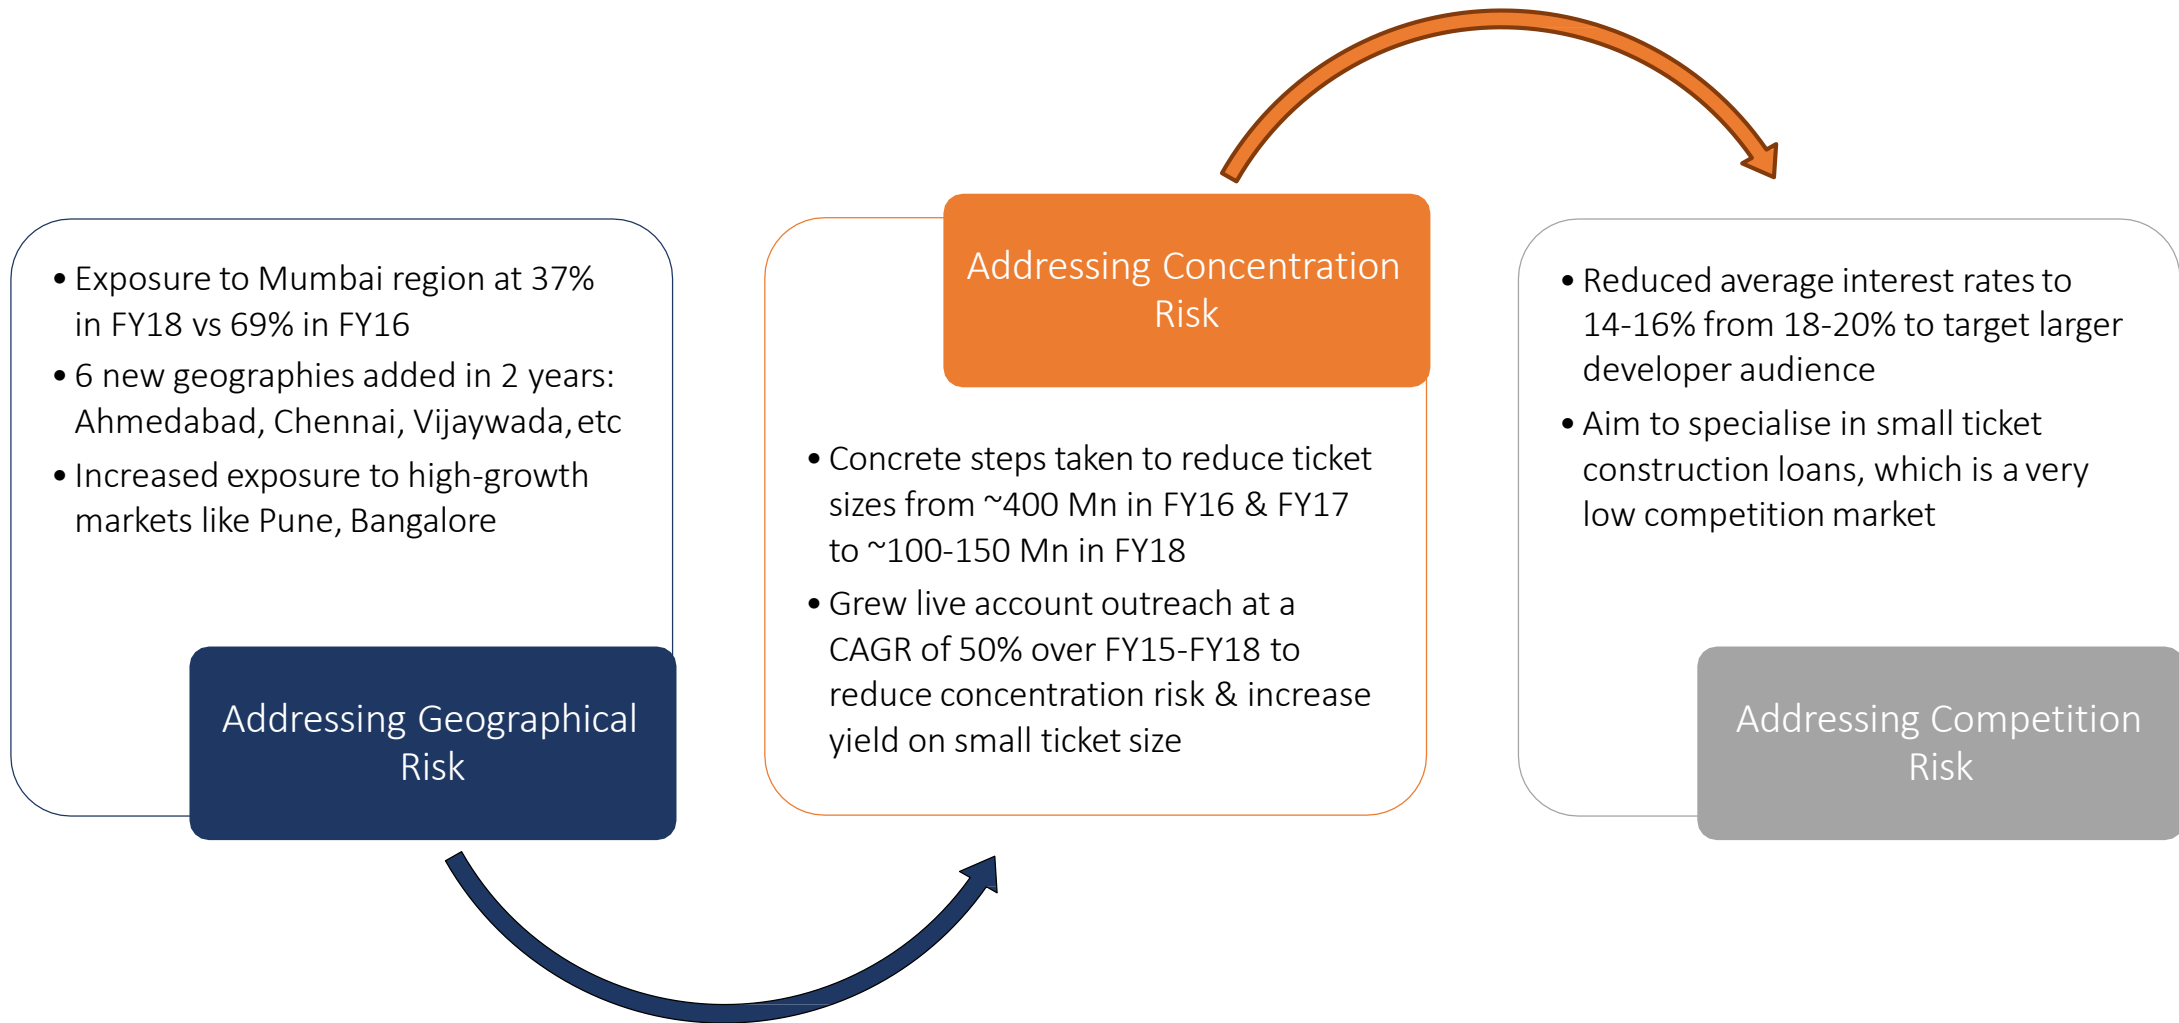 • Exposure to Mumbai region at 37%
in FY18 vs 69% in FY16
• 6 new geographies added in 2 years:
Ahmedabad, Chennai, Vijaywada, etc
• Increased exposure to high-growth
markets like Pune, Bangalore
Addressing Geographical
Risk
Addressing Concentration
Risk
• Concrete steps taken to reduce ticket
sizes from ~400 Mn in FY16 & FY17
to ~100-150 Mn in FY18
• Grew live account outreach at a
CAGR of 50% over FY15-FY18 to
reduce concentration risk & increase
yield on small ticket size
• Reduced average interest rates to
14-16% from 18-20% to target larger
developer audience
• Aim to specialise in small ticket
construction loans, which is a very
low competition market
Addressing Competition
Risk